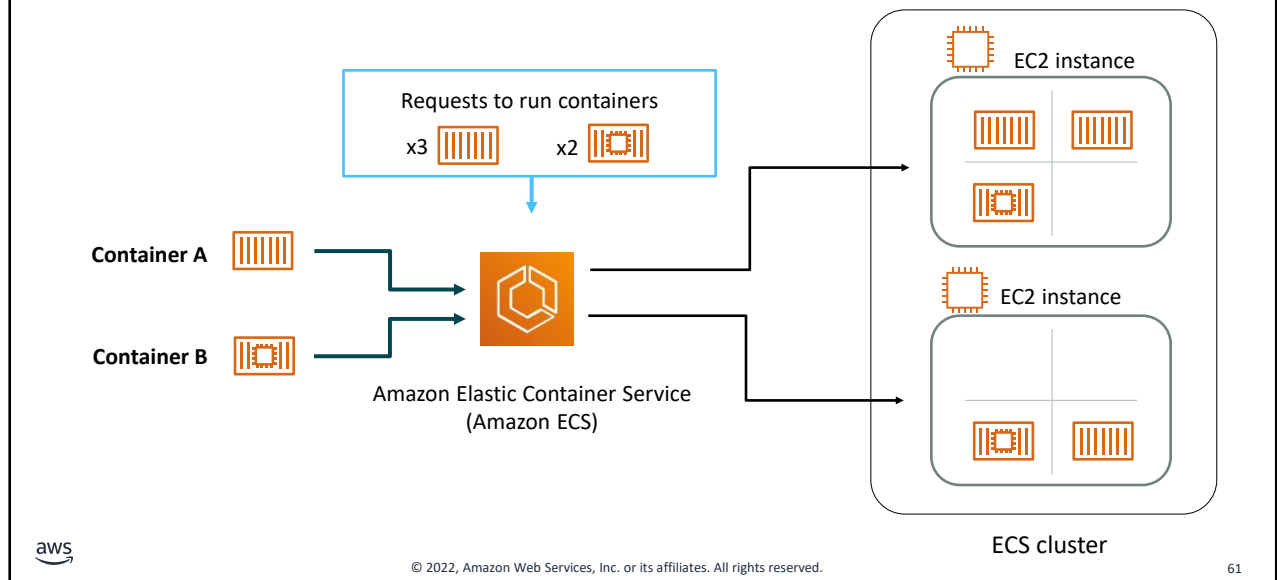 EC2 instance
Requests to run containers
x3
x2
Container A
EC2 instance
Container B
Amazon Elastic Container Service
(Amazon ECS)
ECS cluster
aws
© 2022, Amazon Web Services, Inc. or its affiliates. All rights reserved.
61